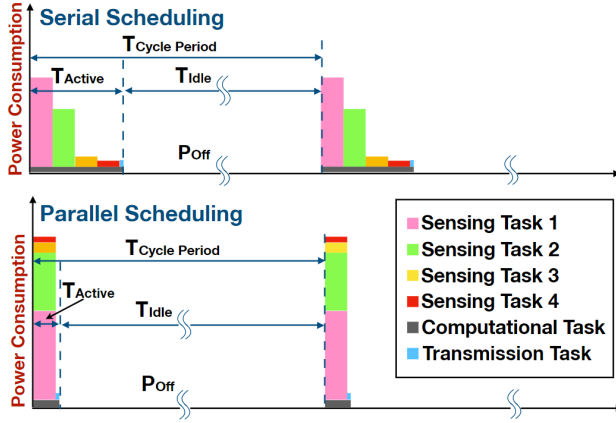 Serial Scheduling
Power Consumption
TCycle Period
TActive
TIdle
POff
Parallel Scheduling
Power Consumption
TCycle Period
TActive
TIdle
POff
Sensing Task 1
Sensing Task 2
Sensing Task 3
Sensing Task 4
Computational Task
Transmission Task